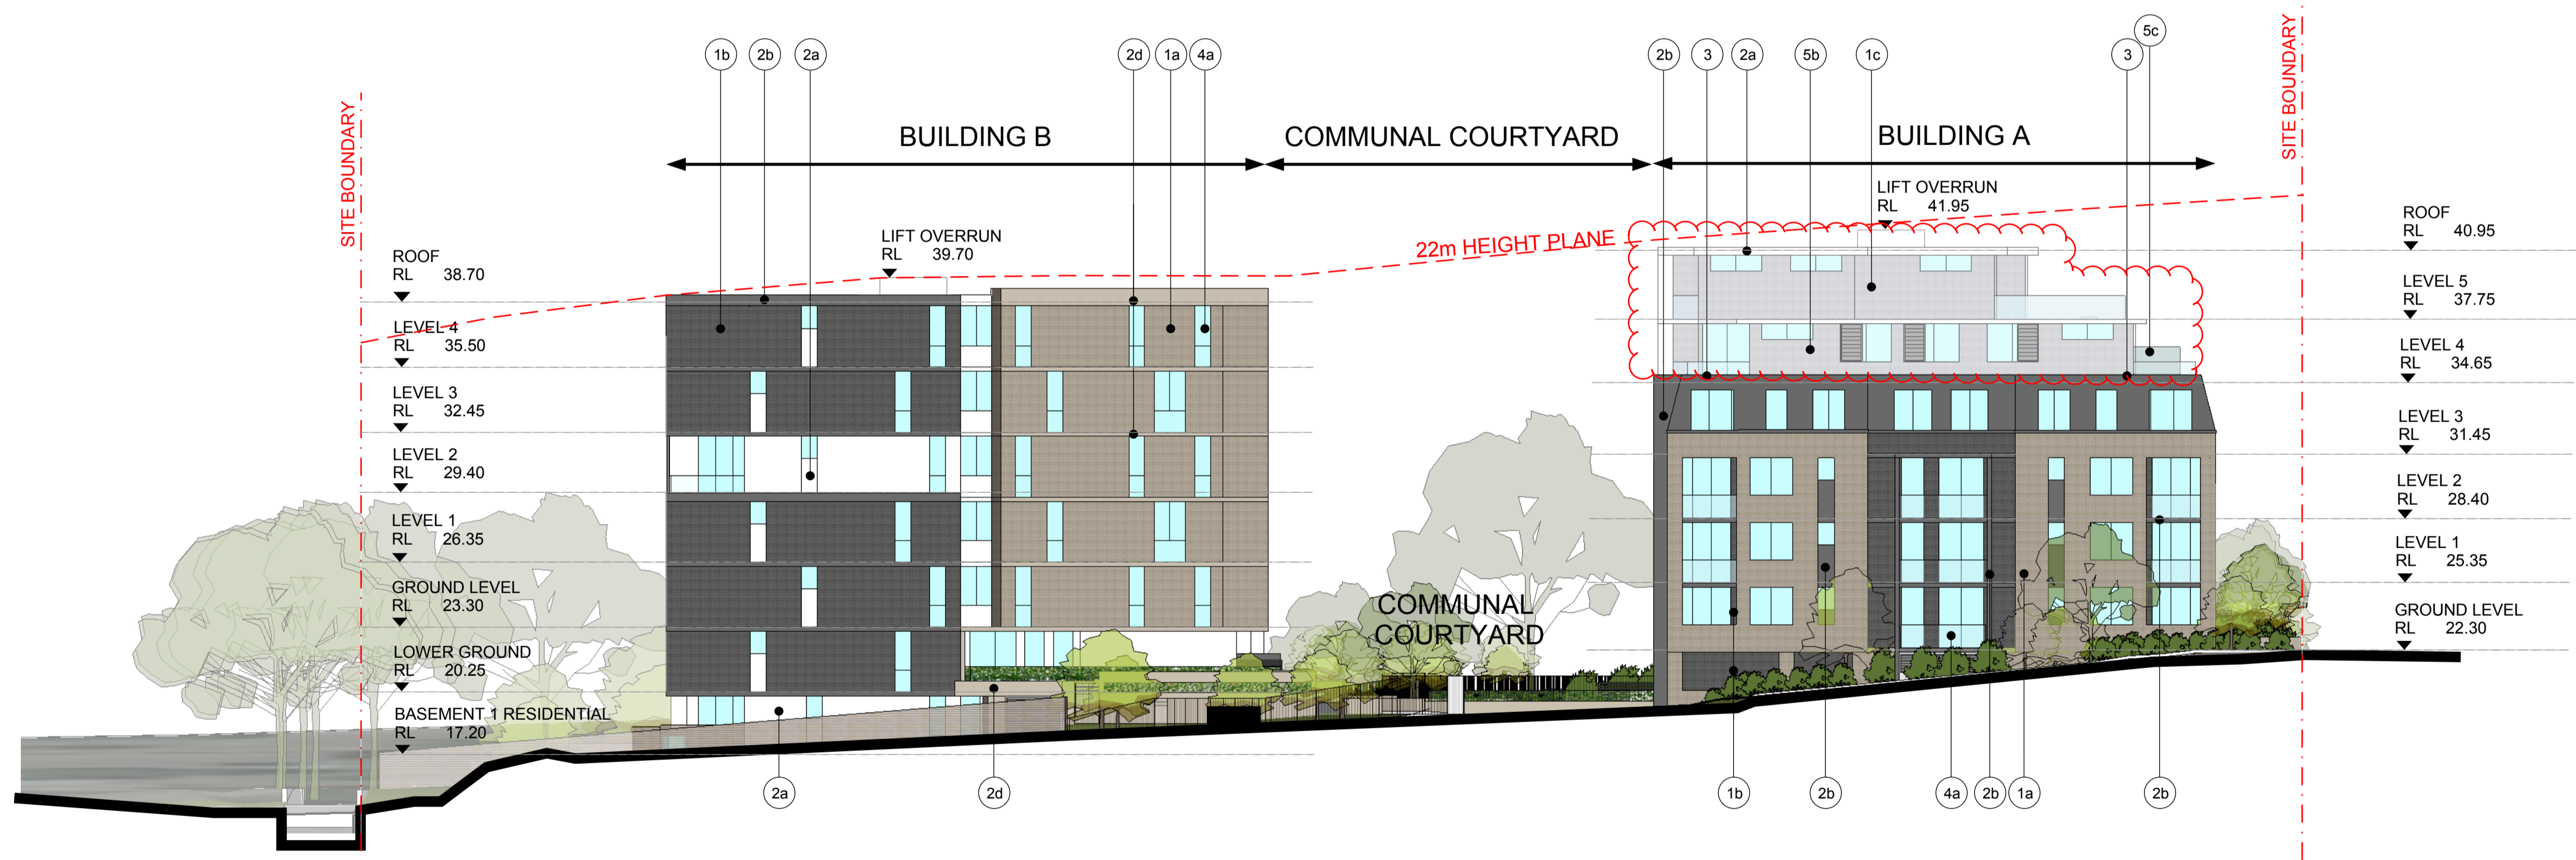 1b 2b 2a 2d 1a 4a 2b 3 2a 5b 1c 3 5c
SITE BOUNDARY
SITE BOUNDARY
BUILDING B
COMMUNAL COURTYARD
BUILDING A
LIFT OVERRUN
RL 39.70
22m HEIGHT PLANE
LIFT OVERRUN
RL 41.95
ROOF
RL 38.70
LEVEL 4
RL 35.50
LEVEL 3
RL 32.45
LEVEL 2
RL 29.40
LEVEL 1
RL 26.35
GROUND LEVEL
RL 23.30
LOWER GROUND
RL 20.25
BASEMENT 1 RESIDENTIAL
RL 17.20
COMMUNAL
COURTYARD
ROOF
RL 40.95
LEVEL 5
RL 37.75
LEVEL 4
RL 34.65
LEVEL 3
RL 31.45
LEVEL 2
RL 28.40
LEVEL 1
RL 25.35
GROUND LEVEL
RL 22.30
2a 2d 1b 2b 4a 2b 1a 2b